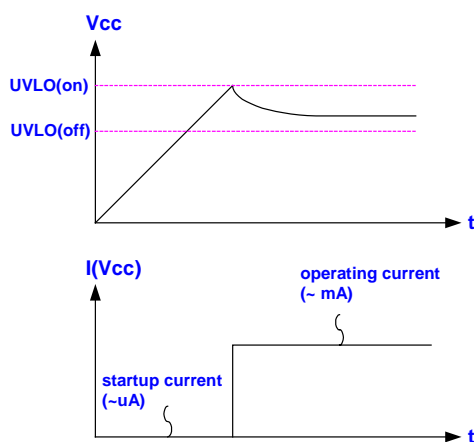 Vcc
UVLO(on)
UVLO(off)
t
I(Vcc)
operating current
(~ mA)
startup current
(~uA)
t